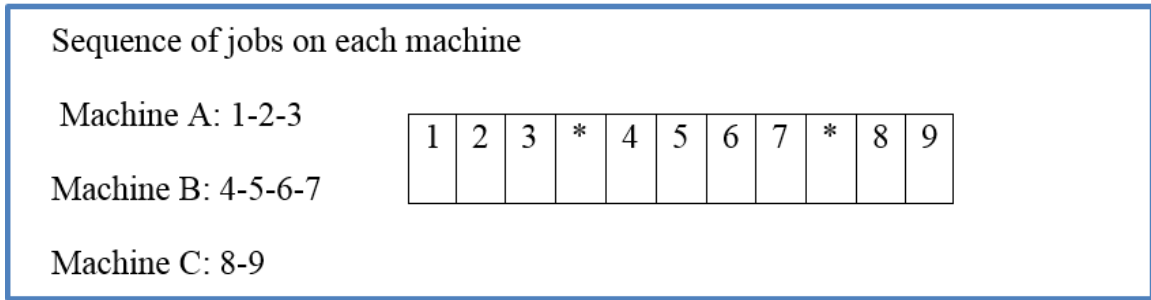 Sequence of jobs on each machine
Machine A: 1-2-3
1 2 3 * 4 5 6 7 * 8 9
Machine B: 4-5-6-7
Machine C: 8-9